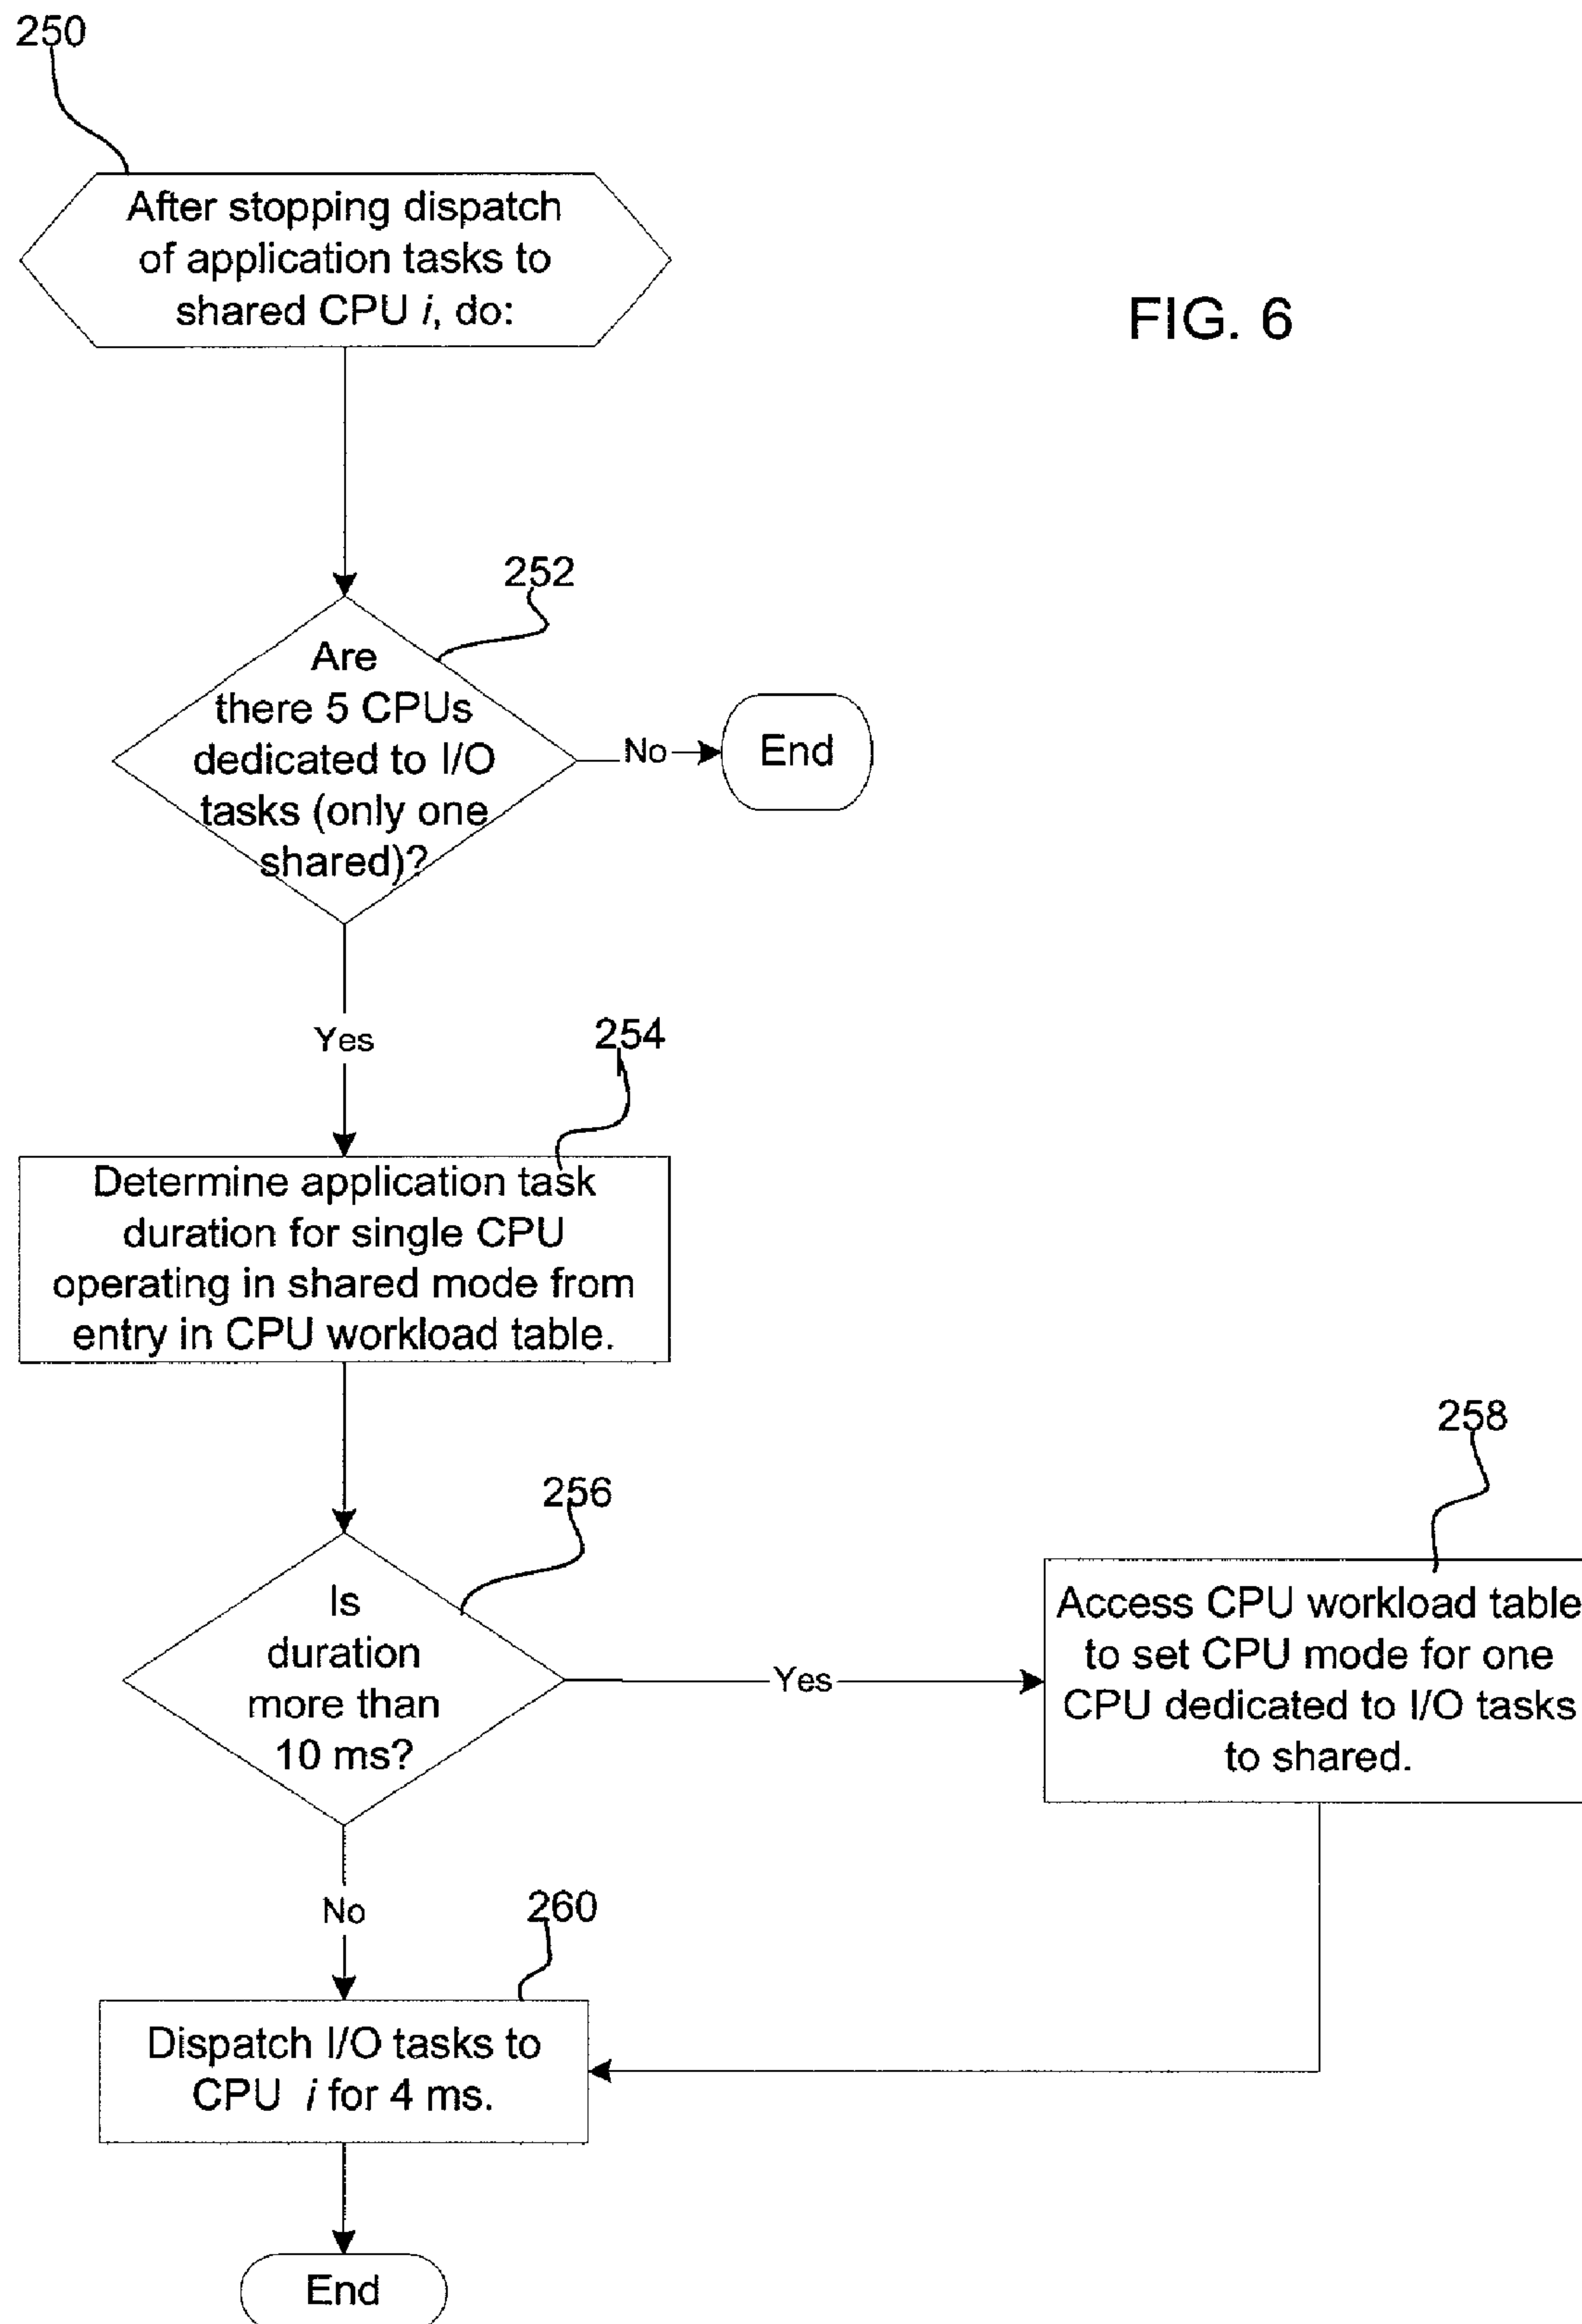 250
After stopping dispatch
of application tasks to
shared CPU i, do:
FIG. 6
252
Are
there 5 CPUs
dedicated to I/O
tasks (only one
shared)?
No
End
Yes
254
Determine application task
duration for single CPU
operating in shared mode from
entry in CPU workload table.
256
Is
duration
more than
10 ms?
Yes
258
Access CPU workload table
to set CPU mode for one
CPU dedicated to I/O tasks
to shared.
No
260
Dispatch I/O tasks to
CPU i for 4 ms.
End